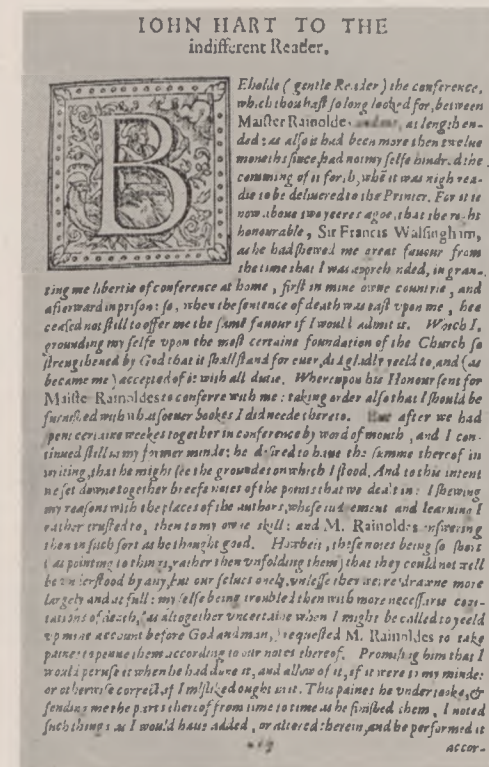 IOHN HART TO THE
indifferent Reader.
BEholde (gentle Reader) the conference,
which thou hast so long looked for, between
Maister Rainolde at length en-
ded: as also it had been more then twelue
moneths since, had not my selfe hindred the
comming of it forth, whē it was nigh rea-
die to be deliuered to the Printer. For it is
now aboue two yeeres agoe, that the right
honourable, Sir Francis Walsingham,
as he had shewed me great fauour from
the time that I was apprehended, in gran-
ting me libertie of conference at home, first in mine owne countrie, and
afterward in prison: so, when the sentence of death was past vpon me, hee
ceased not still to offer me the same fauour if I would admit it. Which I,
grounding my selfe vpon the most certaine foundation of the Church so
strengthened by God that it shall stand for euer, did gladly yeeld to, and (as
became me) accepted of it with all dutie. Whereupon his Honour sent for
Maister Rainoldes to conferre with me: taking order also that I should be
furnished with whatsoeuer bookes I did neede thereto. after we had
spent certaine weekes together in conference by word of mouth, and I con-
tinued still in my former minde: he desired to haue the summe thereof in
writing, that he might see the groundes on which I stood. And to this intent
we set downe together breefe notes of the points that we dealt in: I shewing
my reasons with the places of the authors, whose iudgement and learning I
rather trusted to, then to my owne skill: and M. Rainoldes answering
them in such sort as he thought good. Howbeit, these notes being so short
(as pointing to things, rather then vnfolding them) that they could not well
be vnderstood by any, but our selues onely, vnlesse they were drawne more
largely and at full: my selfe being troubled then with more necessarie cogi-
tations of death, (as altogether vncertaine when I might be called to yeeld
vp mine account before God and man,) requested M. Rainoldes to take
paines to penne them according to our notes thereof. Promising him that I
would peruse it when he had done it, and allow of it, if it were to my minde:
or otherwise correct, if I misliked ought in it. This paines he vndertooke, &
sending me the parts thereof from time to time as he finished them, I noted
such things as I would haue added, or altered therein, and he performed it
accor-